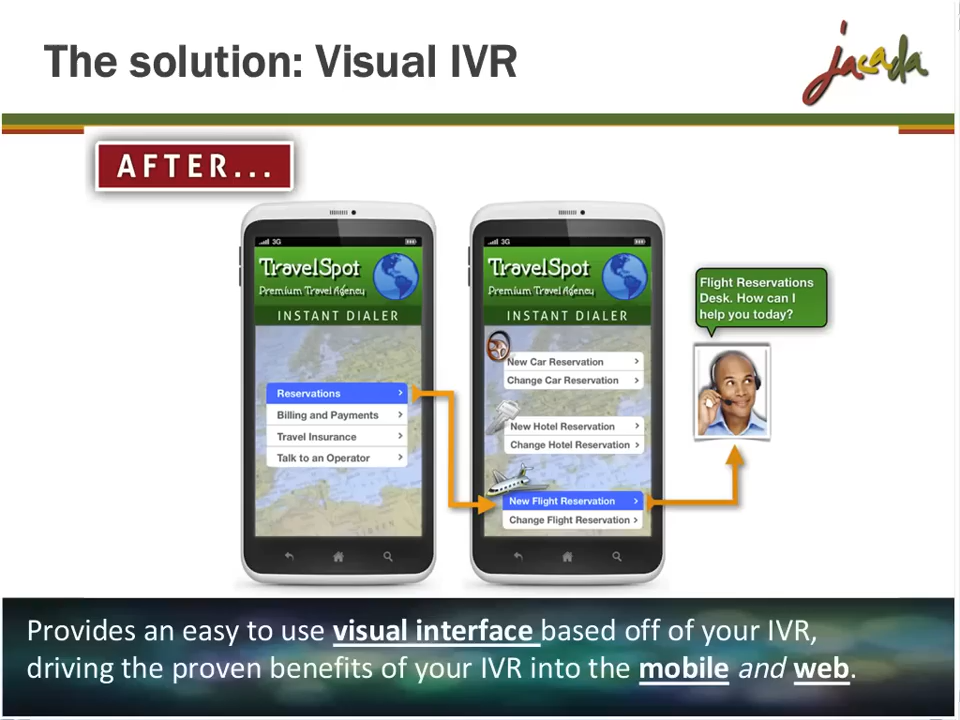 The solution: Visual IVR
jacada
AFTER...
3G
TravelSpot
Premium Travel Agency
INSTANT DIALER
Reservations
Billing and Payments
Travel Insurance
Talk to an Operator
3G
TravelSpot
Premium Travel Agency
INSTANT DIALER
New Car Reservation
Change Car Reservation
New Hotel Reservation
Change Hotel Reservation
New Flight Reservation
Change Flight Reservation
Flight Reservations
Desk. How can I
help you today?
Provides an easy to use visual interface based off of your IVR,
driving the proven benefits of your IVR into the mobile and web.